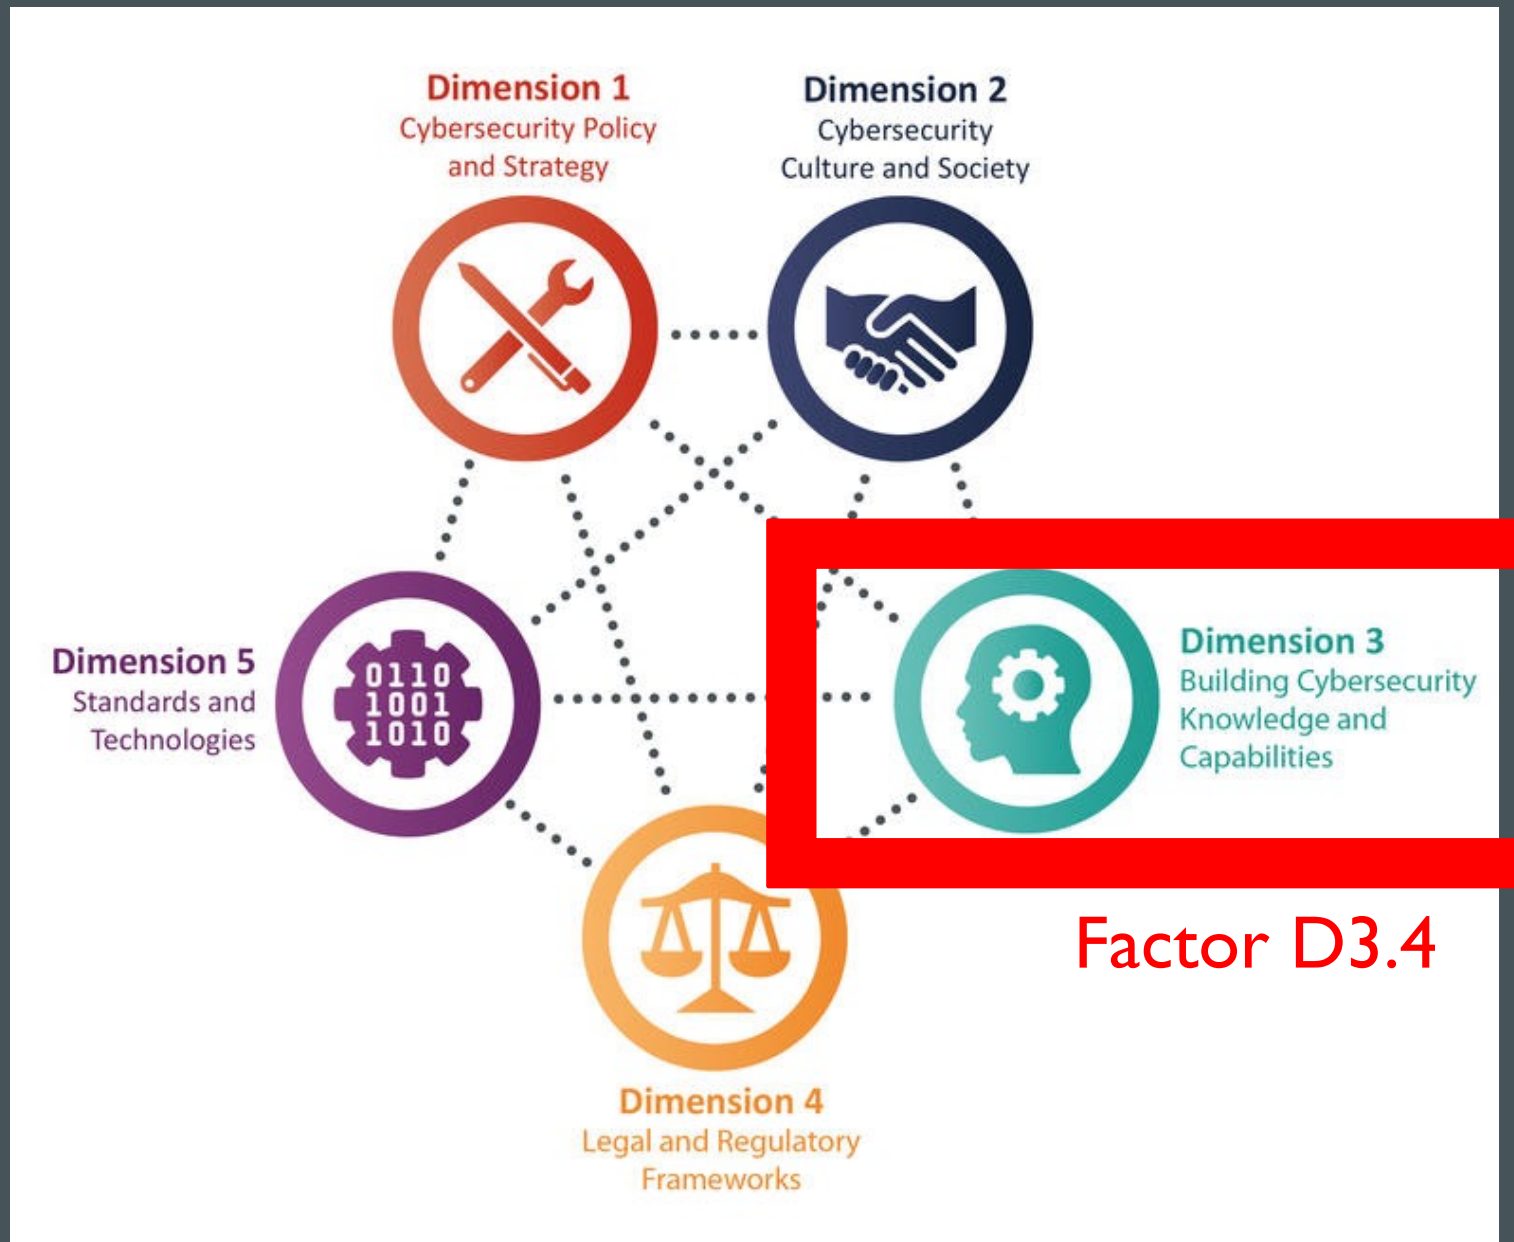 Dimension 1
Cybersecurity Policy
and Strategy
Dimension 2
Cybersecurity
Culture and Society
Dimension 5
Standards and
Technologies
0110
1001
1010
Dimension 3
Building Cybersecurity
Knowledge and
Capabilities
Factor D3.4
Dimension 4
Legal and Regulatory
Frameworks